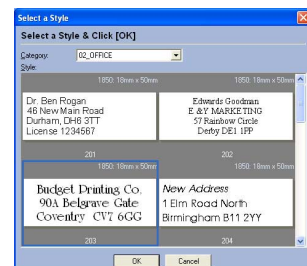 Select a Style
Select a Style & Click [OK]
Category: 02_OFFICE
Style:
1850: 18mm x 50mm
1850: 18mm x 50mm
Dr. Ben Rogan
46 New Main Road
Durham, DH6 3TT
License 1234567
Edwards Goodman
E &Y MARKETING
57 Rainbow Circle
Derby DE1 1PP
201
202
1850: 18mm x 50mm
1850: 18mm x 50mm
Budget Printing Co.
90A Belgrave Gate
Coventry CV7 6GG
New Address
1 Elm Road North
Birmingham B11 2YY
203
204
OK
Cancel